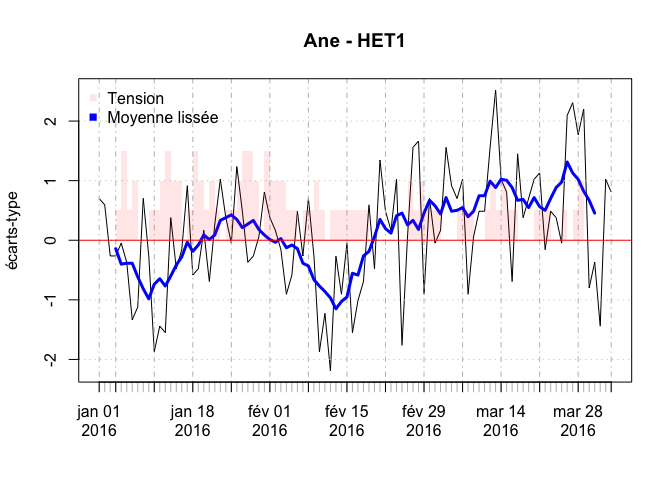 Ane - HET1
Tension
Moyenne lissée
écarts-type
2
1
0
-1
-2
jan 01 2016
jan 18 2016
fév 01 2016
fév 15 2016
fév 29 2016
mar 14 2016
mar 28 2016